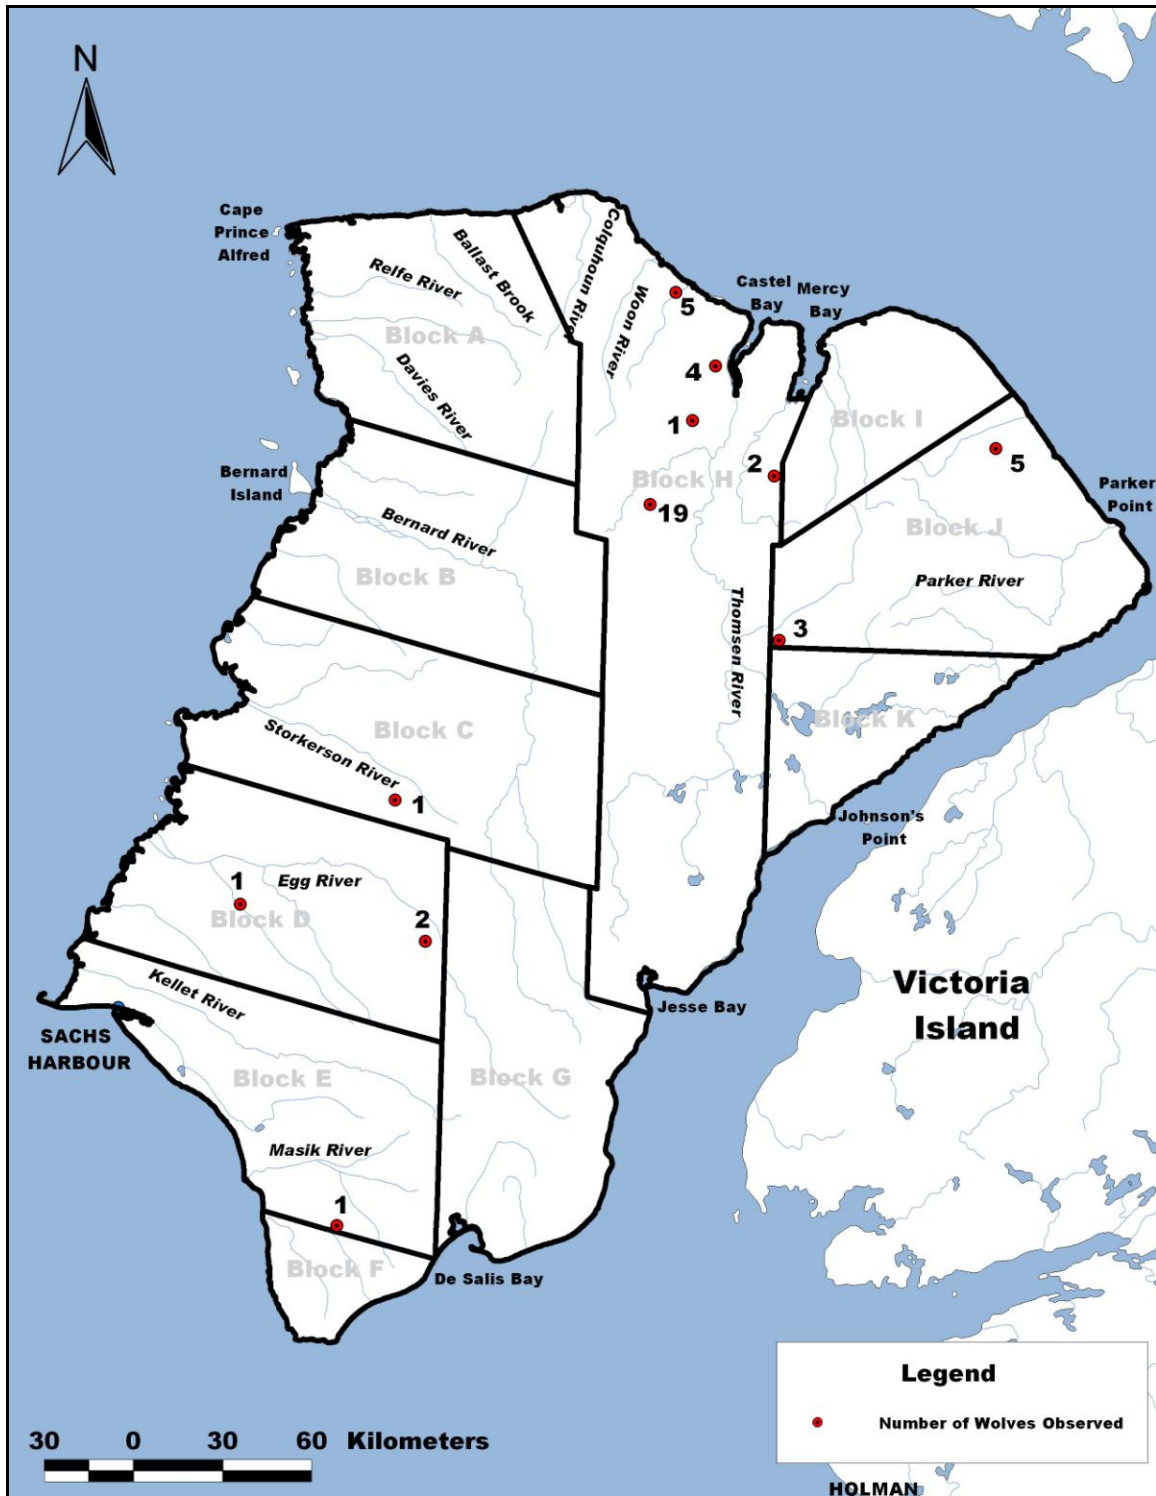 N
Cape
Prince
Alfred
Relfe River
Ballast Brook
Colquhoun River
Woon River
5
Castel
Bay
Mercy
Bay
Block A
Davies River
4
1
Block I
Bernard
Island
Block H
2
19
5
Parker
Point
Bernard River
Block J
Block B
Parker River
Thomsen River
3
Block K
Block C
Storkerson River
1
Johnson's
Point
Egg River
1
Block D
2
Kellet River
SACHS
HARBOUR
Jesse Bay
Victoria
Island
Block E
Block G
Masik River
1
Block F
De Salis Bay
Legend
Number of Wolves Observed
30 0 30 60 Kilometers
HOLMAN